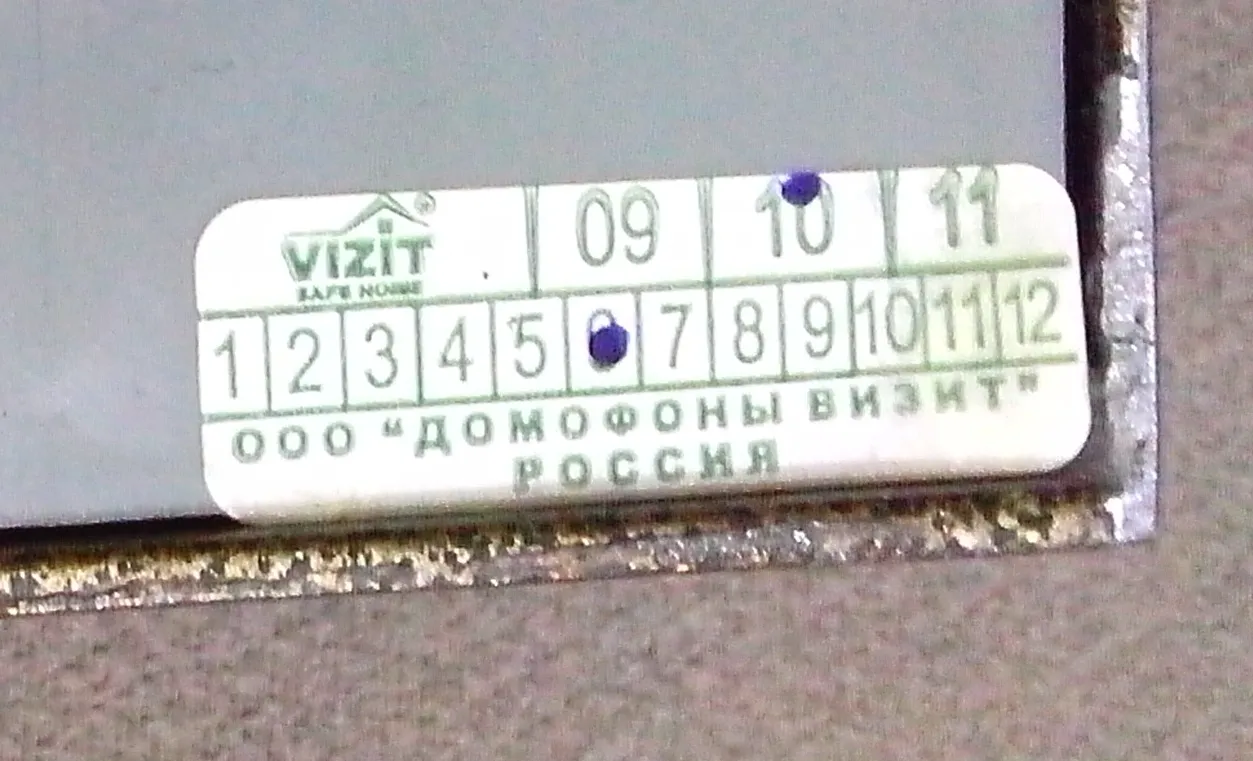 VIZIT®
SAFE HOME
09 10 11
1 2 3 4 5 6 7 8 9 10 11 12
ООО "ДОМОФОНЫ ВИЗИТ"
РОССИЯ